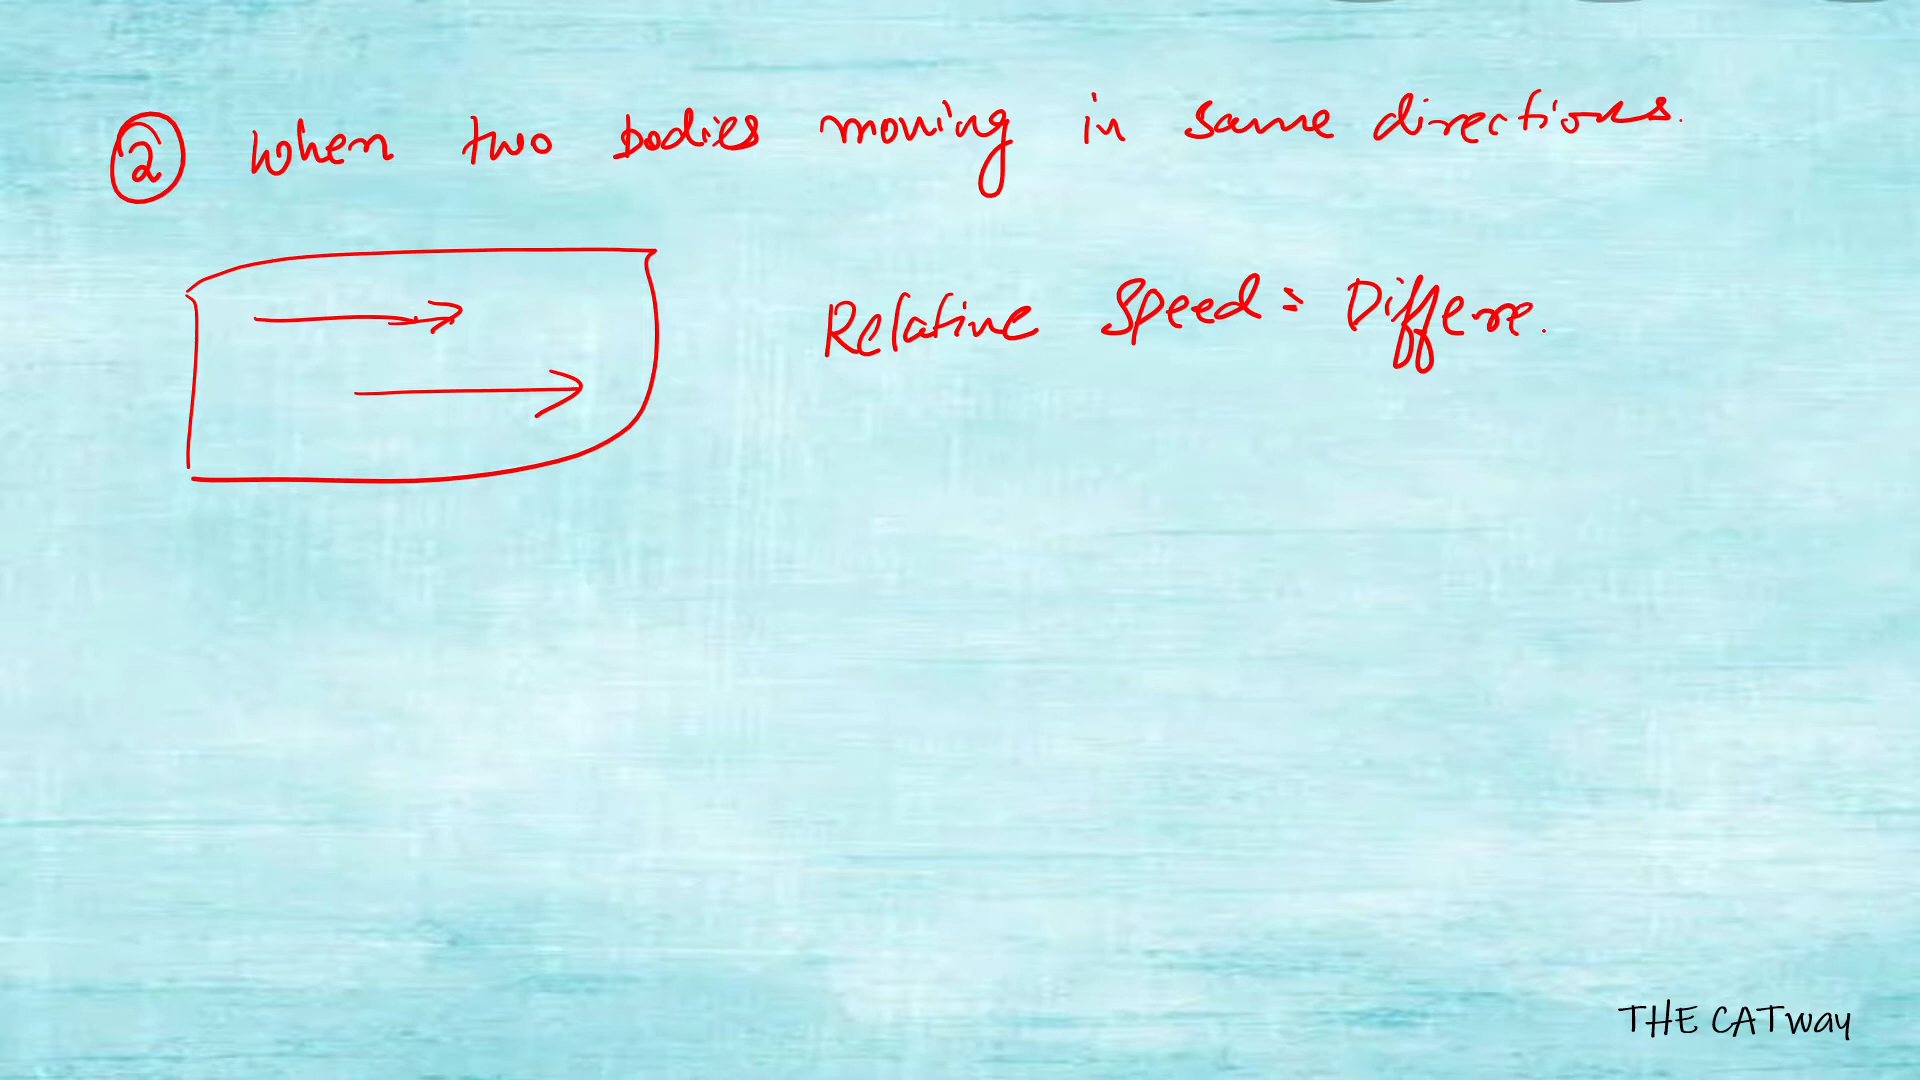 ② When two bodies moving in same directions.
Relative Speed = Differe.
THE CATway